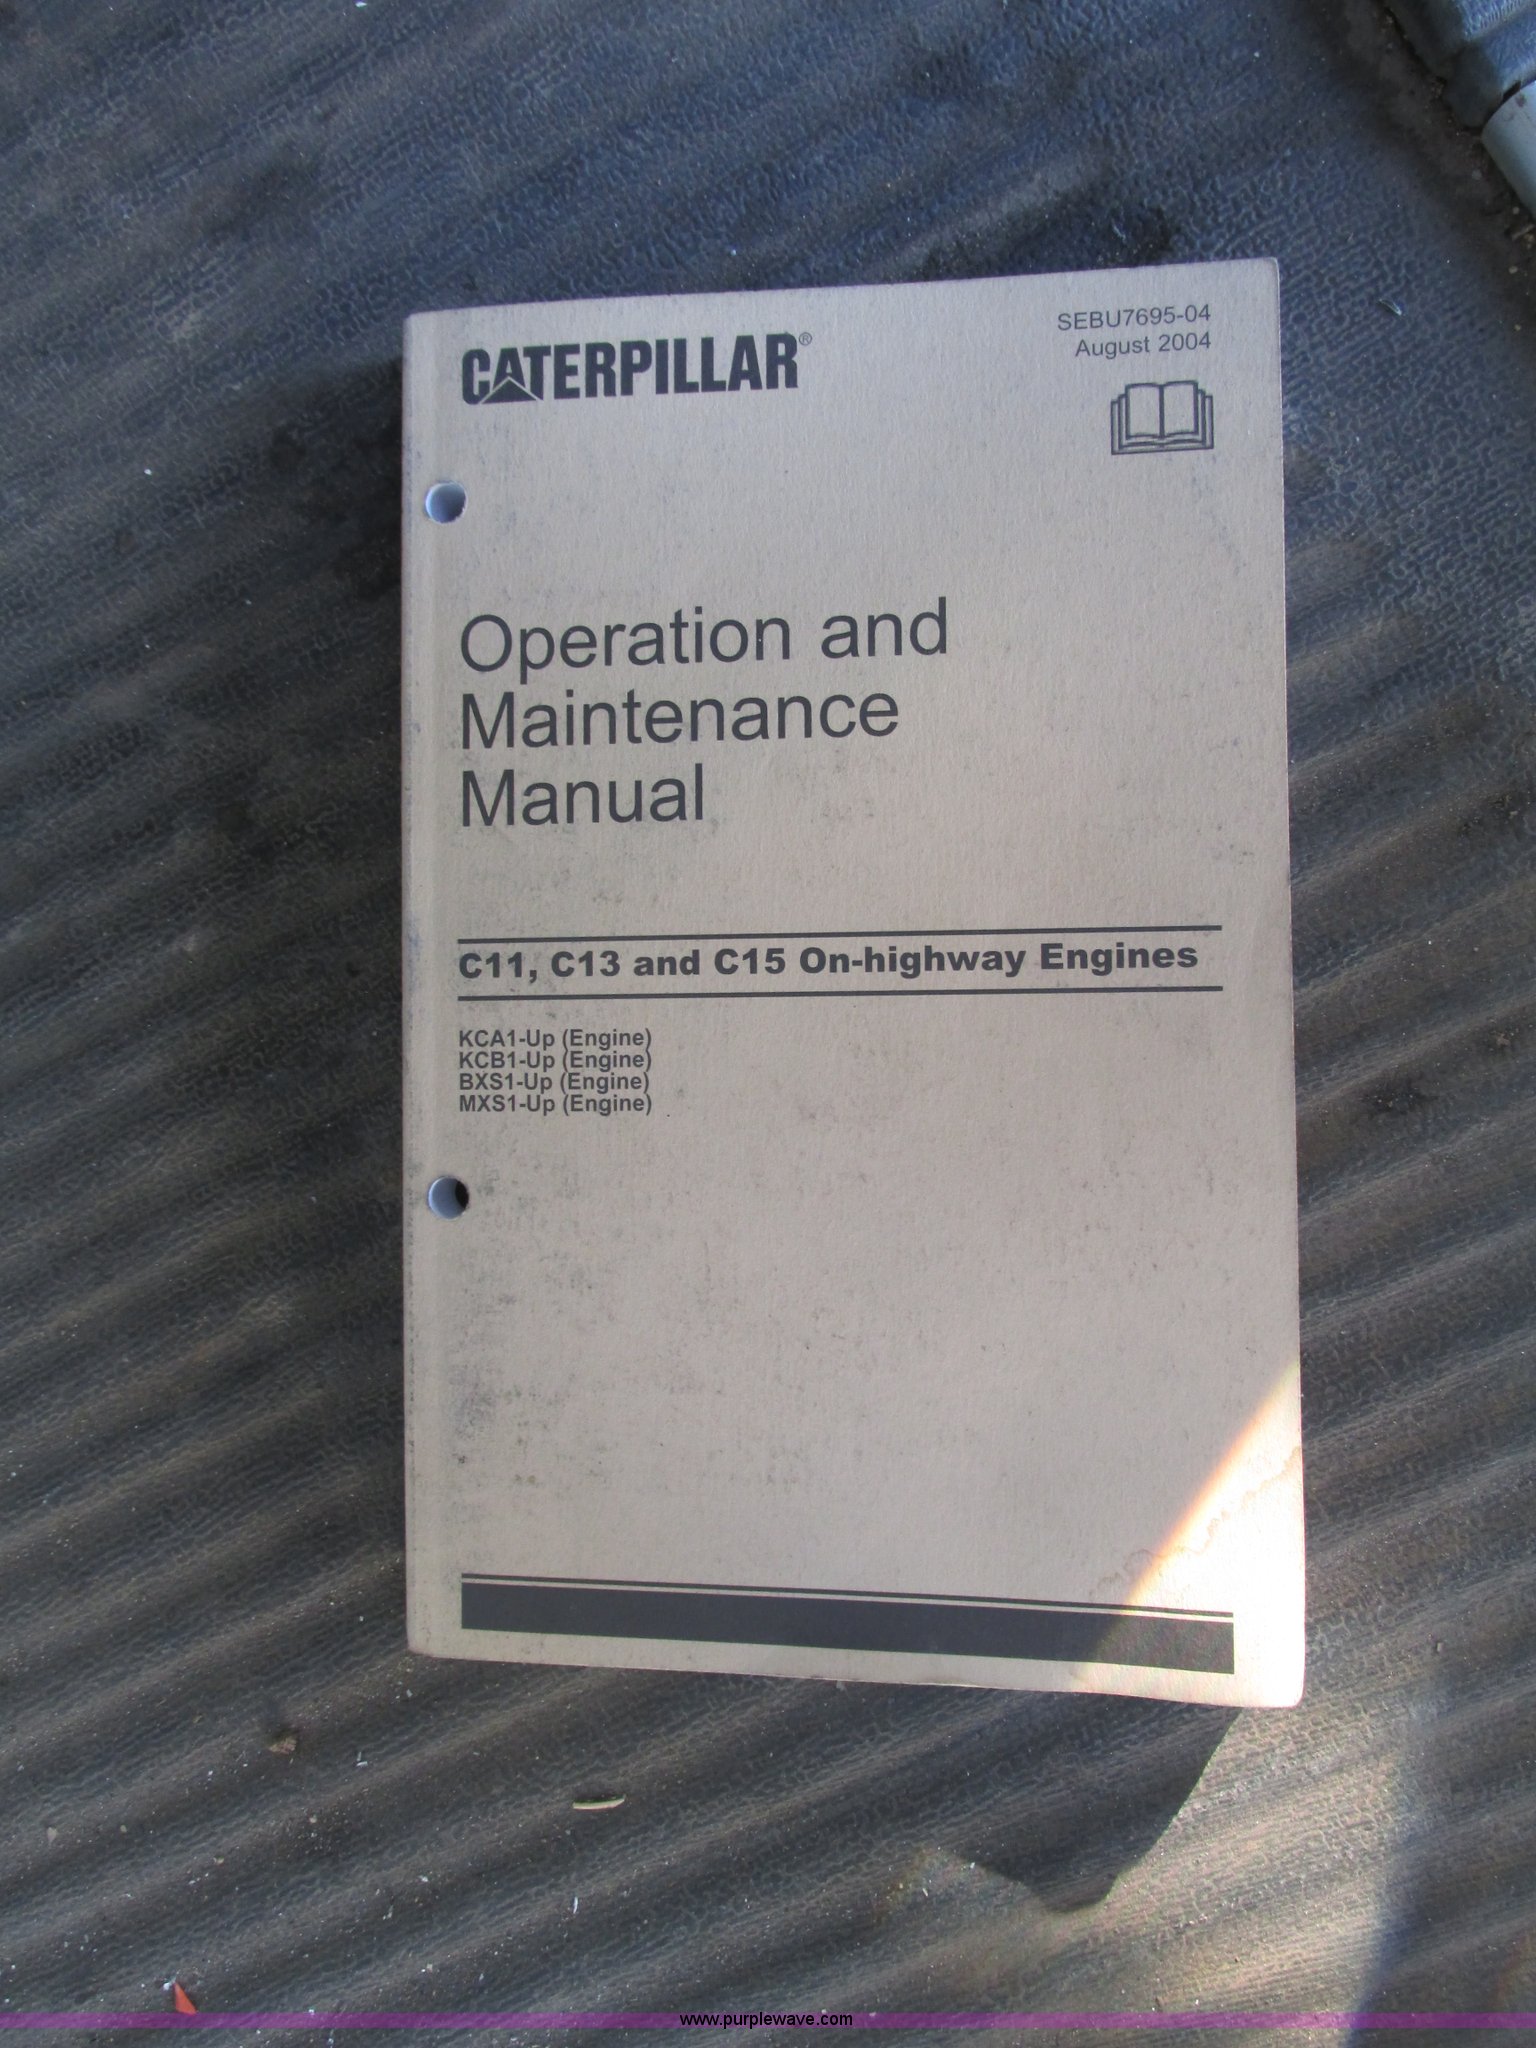 CATERPILLAR®
SEBU7695-04
August 2004
Operation and
Maintenance
Manual
C11, C13 and C15 On-highway Engines
KCA1-Up (Engine)
KCB1-Up (Engine)
BXS1-Up (Engine)
MXS1-Up (Engine)
www.purplewave.com